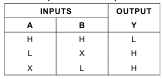 INPUTS OUTPUT
A B Y
H H L
L X H
X L H